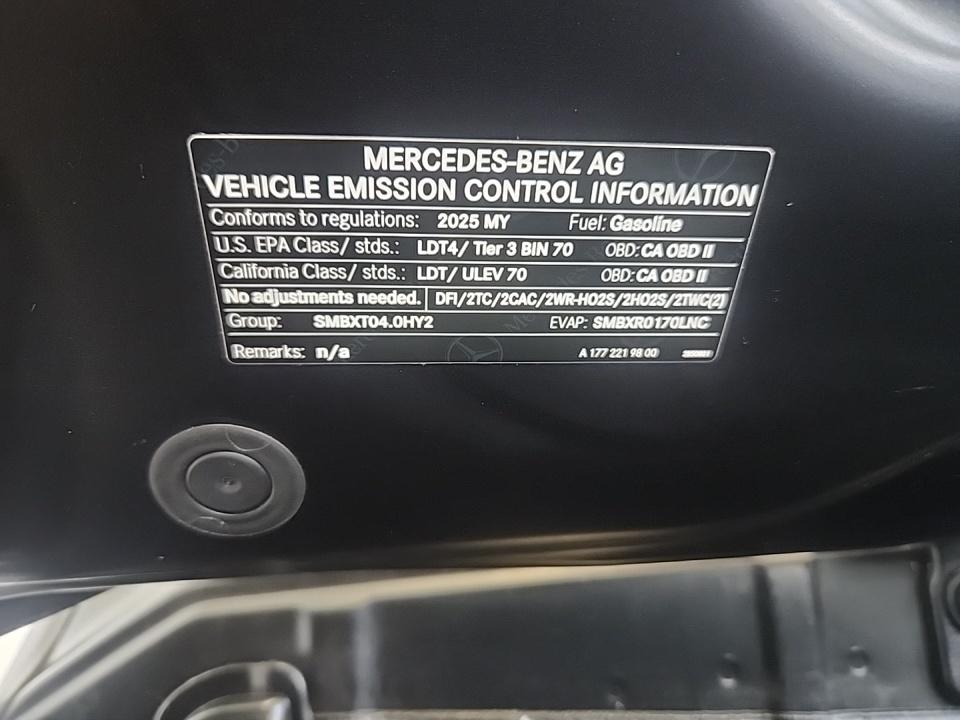 MERCEDES-BENZ AG
VEHICLE EMISSION CONTROL INFORMATION
Conforms to regulations: 2025 MY Fuel: Gasoline
U.S. EPA Class/ stds.: LDT4/ Tier 3 BIN 70 OBD: CA OBD II
California Class/ stds.: LDT/ ULEV 70 OBD: CA OBD II
No adjustments needed. DFI/2TC/2CAC/2WR-HO2S/2HO2S/2TWC(2)
Group: SMBXT04.0HY2 EVAP: SMBXR0170LNC
Remarks: n/a A 177 221 98 00